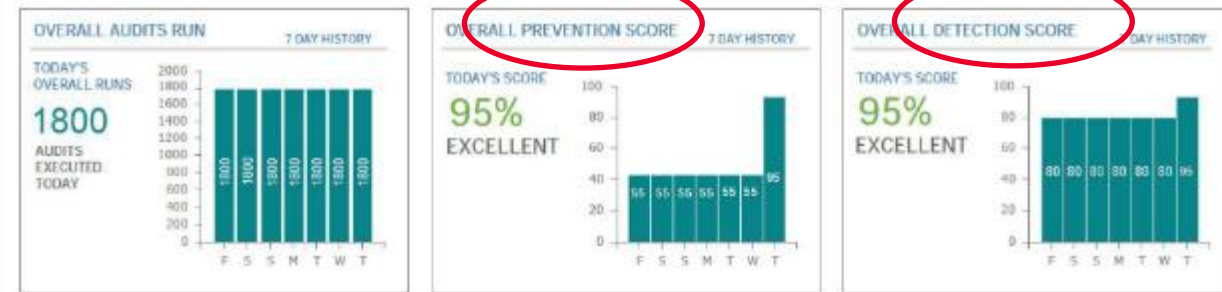 OVERALL AUDITS RUN
7 DAY HISTORY
TODAY'S
OVERALL RUNS
1800
AUDITS
EXECUTED
TODAY
2000
1800
1600
1400
1200
1000
800
600
400
200
0
1800 1800 1800 1800 1800 1800 1800
F S S M T W T
OVERALL PREVENTION SCORE
7 DAY HISTORY
TODAY'S SCORE
95%
EXCELLENT
100
80
60
40
20
0
55 55 55 55 55 55 95
F S S M T W T
OVERALL DETECTION SCORE
7 DAY HISTORY
TODAY'S SCORE
95%
EXCELLENT
100
80
60
40
20
0
80 80 80 80 80 80 95
F S S M T W T